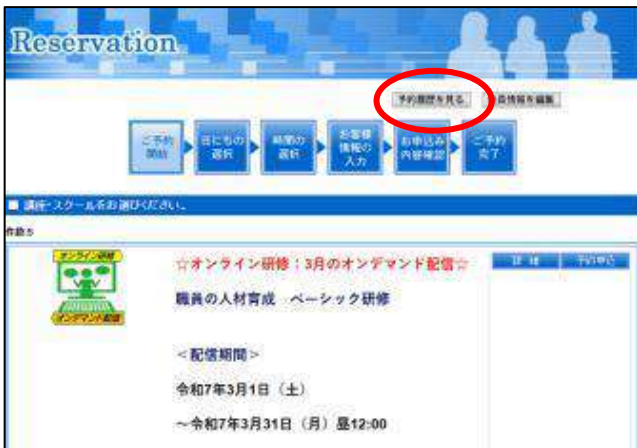 Reservation
予約履歴を見る 会員情報を編集
ご予約
開始
日にちの
選択
時間の
選択
お客様
情報の
入力
お申込み
内容確認
ご予約
完了
■ 講座・スクールをお選びください。
件数5
オンライン研修
オンデマンド配信
☆オンライン研修：3月のオンデマンド配信☆
詳 細 予約申込
職員の人材育成 ベーシック研修
＜配信期間＞
令和7年3月1日（土）
～令和7年3月31日（月）昼12:00